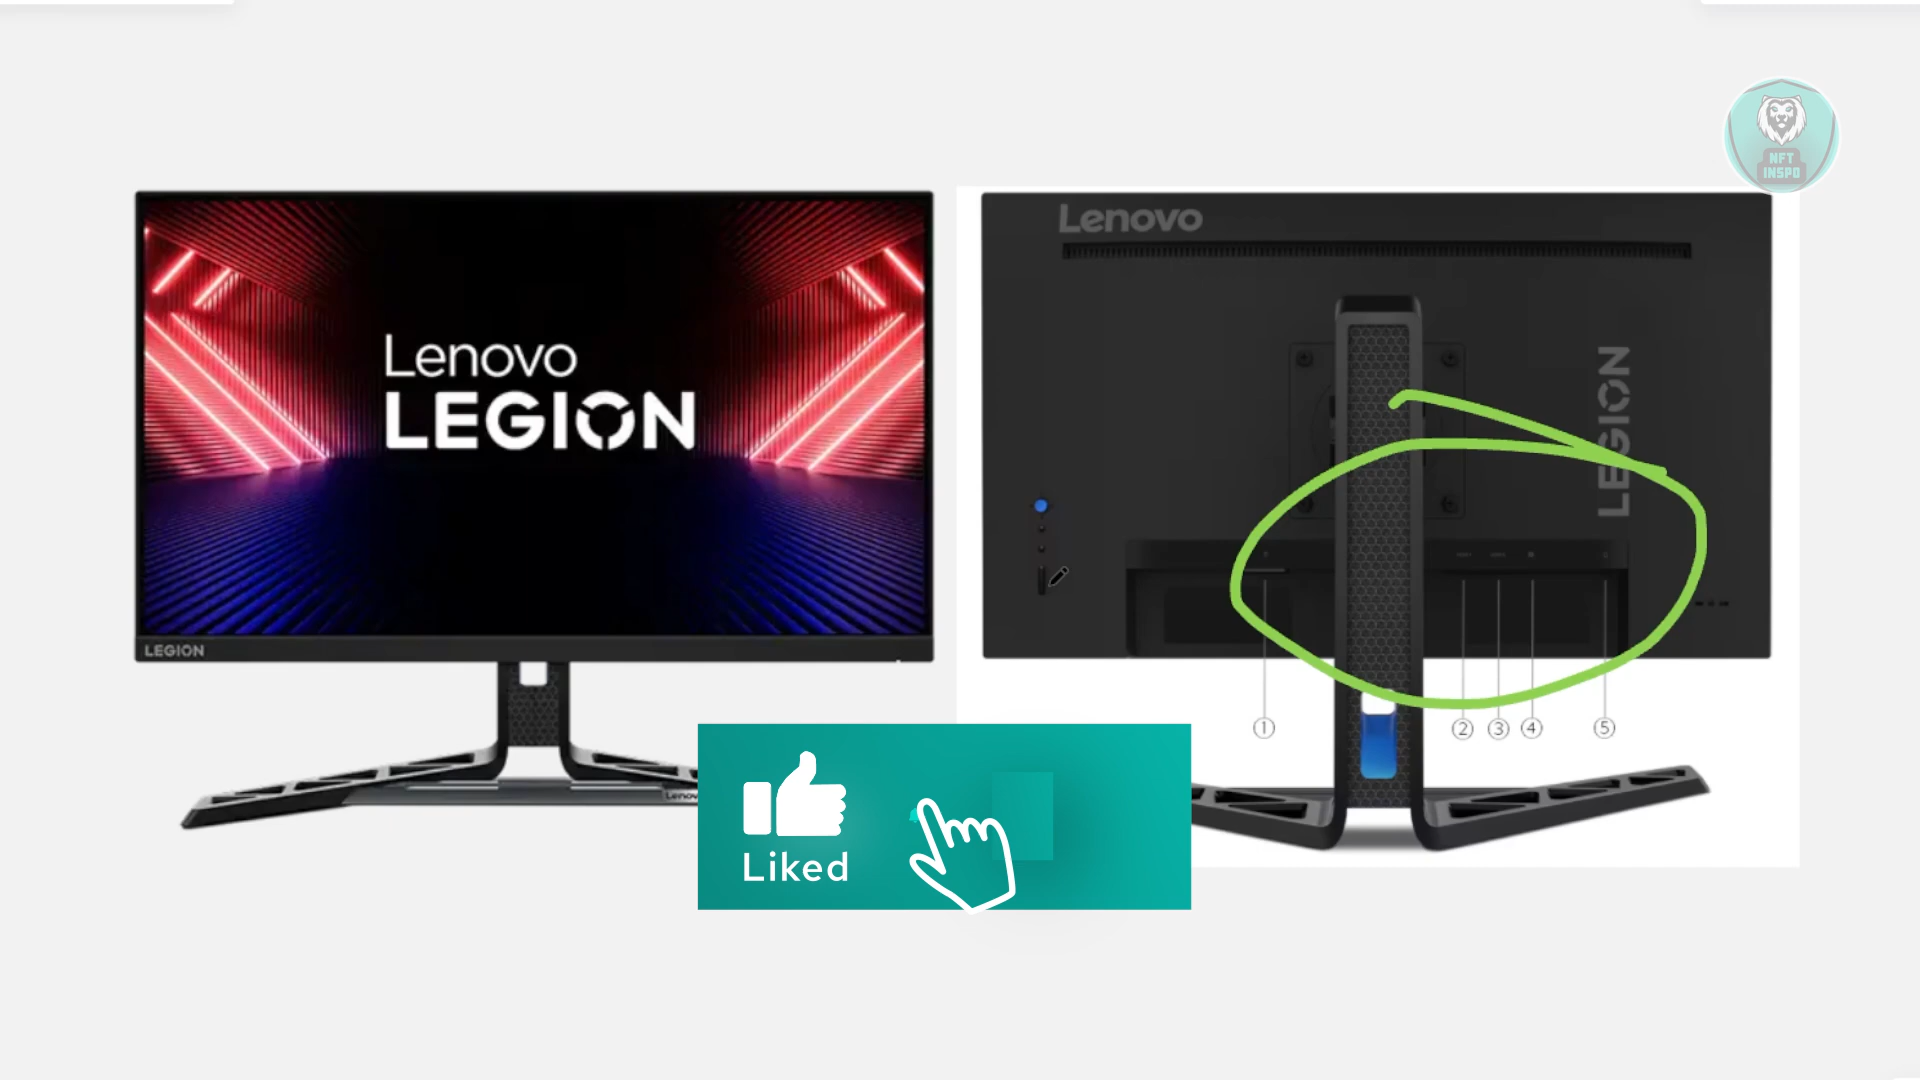 NFT
INSPO
Lenovo
LEGION
LEGION
Lenovo
LEGION
① ② ③ ④ ⑤
Liked